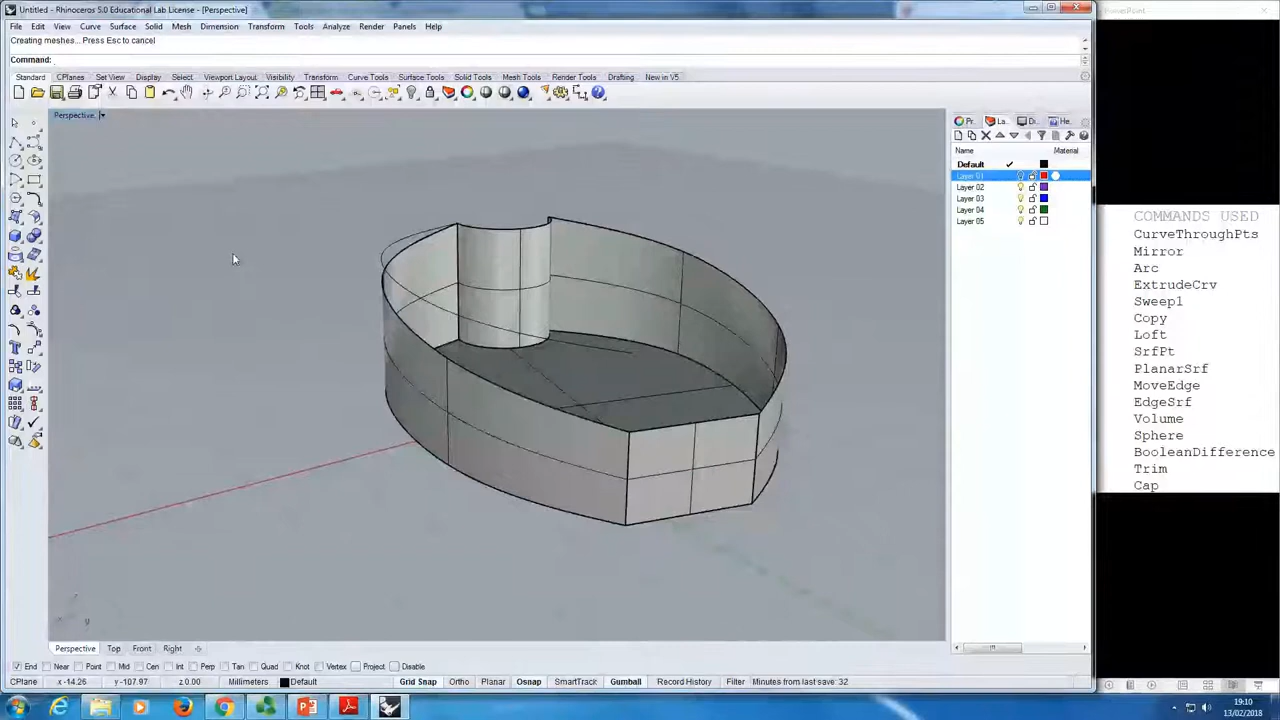 Untitled - Rhinoceros 5.0 Educational Lab License - [Perspective]
PowerPoint
File Edit View Curve Surface Solid Mesh Dimension Transform Tools Analyze Render Panels Help
Creating meshes... Press Esc to cancel
Command:
Standard CPlanes Set View Display Select Viewport Layout Visibility Transform Curve Tools Surface Tools Solid Tools Mesh Tools Render Tools Drafting New in V5
Perspective
Pr... La... Di... He...
Name Material
Default
Layer 01
Layer 02
Layer 03
Layer 04
Layer 05
COMMANDS USED
CurveThroughPts
Mirror
Arc
ExtrudeCrv
Sweep1
Copy
Loft
SrfPt
PlanarSrf
MoveEdge
EdgeSrf
Volume
Sphere
BooleanDifference
Trim
Cap
Perspective Top Front Right
End Near Point Mid Cen Int Perp Tan Quad Knot Vertex Project Disable
CPlane x -14.26 y -107.97 z 0.00 Millimeters Default Grid Snap Ortho Planar Osnap SmartTrack Gumball Record History Filter Minutes from last save: 32
19:10
13/02/2018